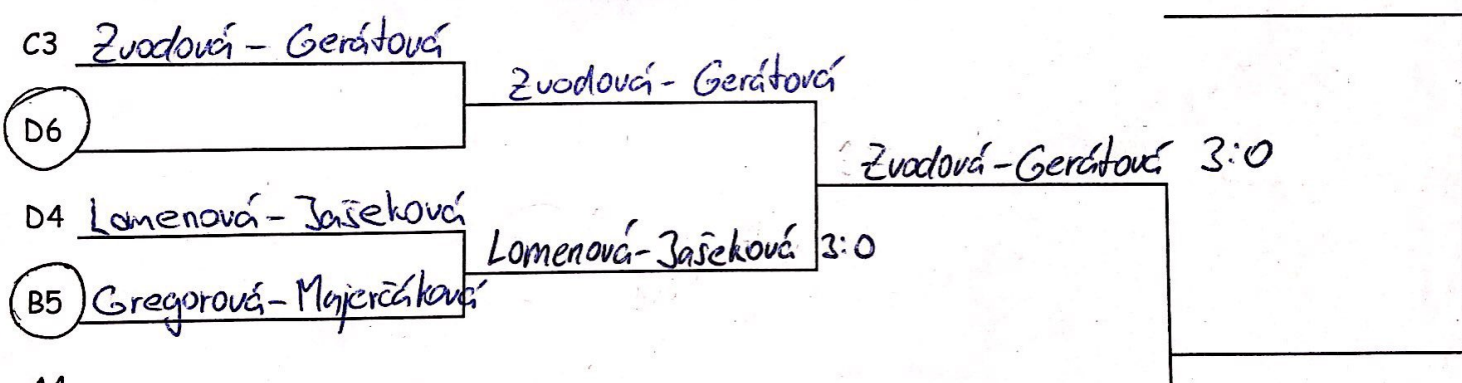 C3 Zvodová - Gerátová
Zvodová - Gerátová
D6
Zvodová - Gerátová 3:0
D4 Lomenová - Jašeková
Lomenová - Jašeková 3:0
B5 Gregorová - Majerčáková